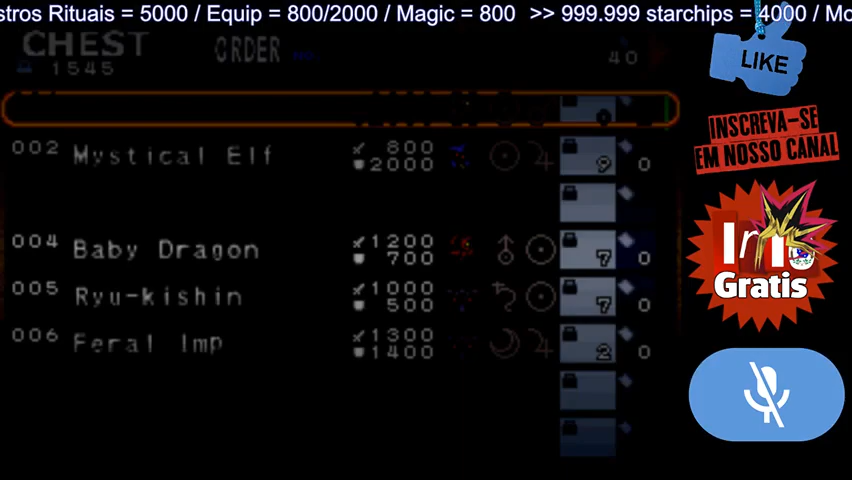 stros Rituais = 5000 / Equip = 800/2000 / Magic = 800 >> 999.999 starchips = 4000 / Mo
CHEST
ORDER
1545
40
LIKE
INSCREVA-SE
EM NOSSO CANAL
0
002 Mystical Elf 800 2000 9 0
004 Baby Dragon 1200 700 7 0
005 Ryu-kishin 1000 500 7 0
006 Feral Imp 1300 1400 2 0
Gratis